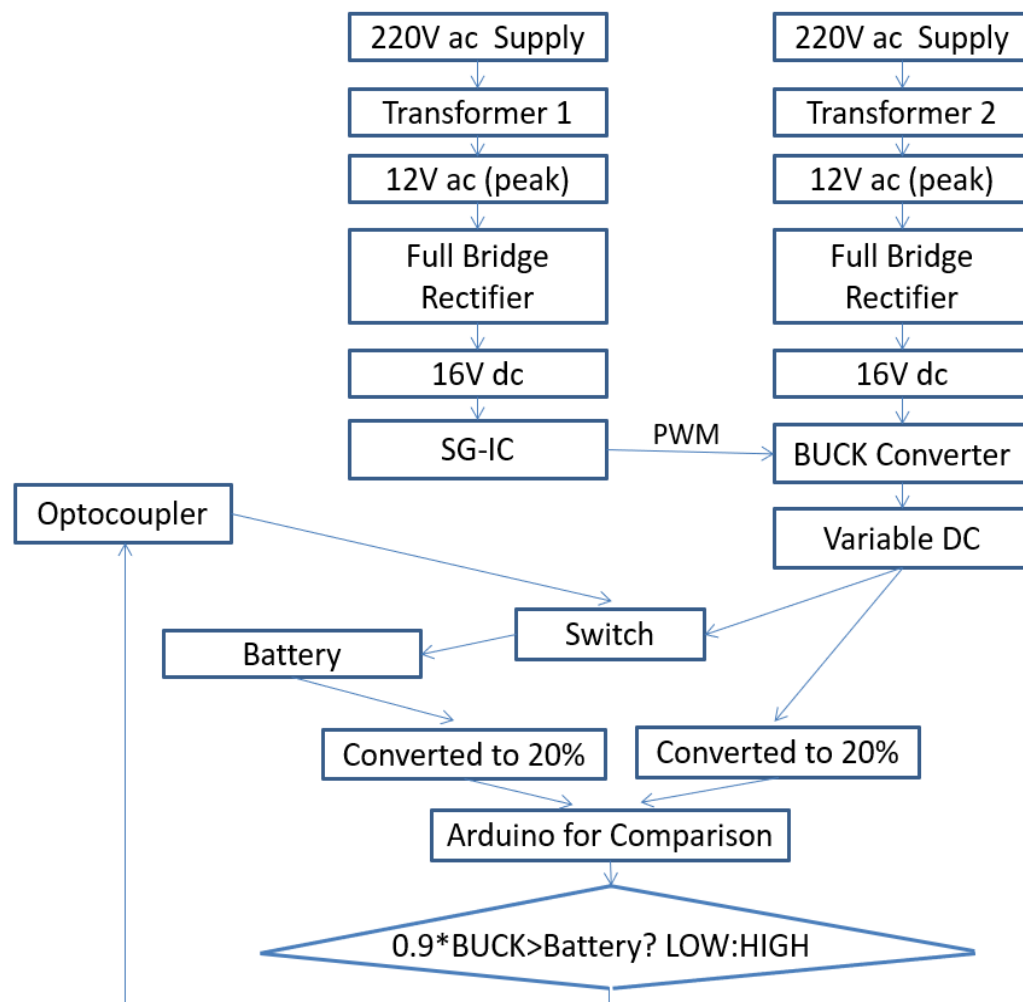 220V ac  Supply
220V ac  Supply
Transformer 1
Transformer 2
12V ac (peak)
12V ac (peak)
Full Bridge
Rectifier
Full Bridge
Rectifier
16V dc
16V dc
SG-IC
PWM
BUCK Converter
Optocoupler
Variable DC
Switch
Battery
Converted to 20%
Converted to 20%
Arduino for Comparison
0.9*BUCK>Battery? LOW:HIGH